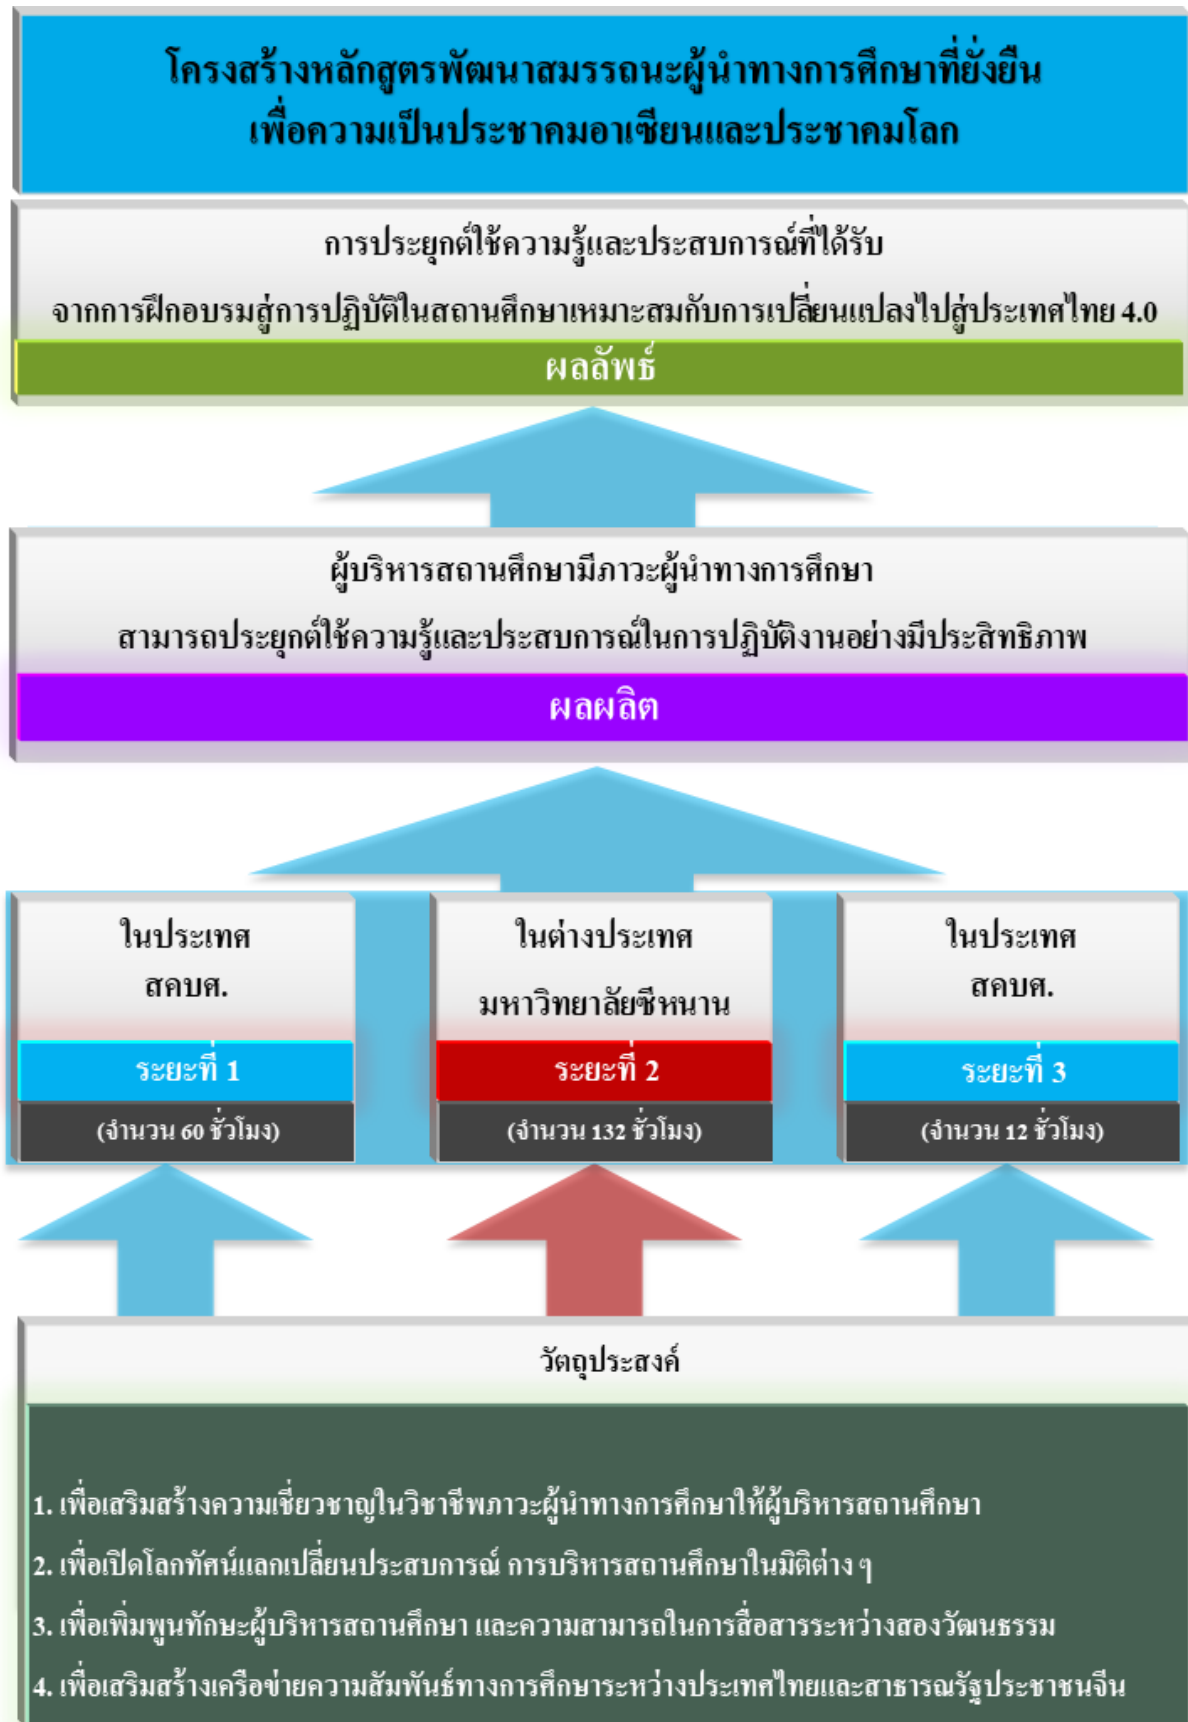 โครงสร้างหลักสูตรพัฒนาสมรรถนะผู้นำทางการศึกษาที่ยั่งยืน
เพื่อความเป็นประชาคมอาเซียนและประชาคมโลก
การประยุกต์ใช้ความรู้และประสบการณ์ที่ได้รับ
จากการฝึกอบรมสู่การปฏิบัติในสถานศึกษาเหมาะสมกับการเปลี่ยนแปลงไปสู่ประเทศไทย 4.0
ผลลัพธ์
ผู้บริหารสถานศึกษามีภาวะผู้นำทางการศึกษา
สามารถประยุกต์ใช้ความรู้และประสบการณ์ในการปฏิบัติงานอย่างมีประสิทธิภาพ
ผลผลิต
ในประเทศ
สคบศ.
ระยะที่ 1
(จำนวน 60 ชั่วโมง)
ในต่างประเทศ
มหาวิทยาลัยซีหนาน
ระยะที่ 2
(จำนวน 132 ชั่วโมง)
ในประเทศ
สคบศ.
ระยะที่ 3
(จำนวน 12 ชั่วโมง)
วัตถุประสงค์
1. เพื่อเสริมสร้างความเชี่ยวชาญในวิชาชีพภาวะผู้นำทางการศึกษาให้ผู้บริหารสถานศึกษา
2. เพื่อเปิดโลกทัศน์แลกเปลี่ยนประสบการณ์ การบริหารสถานศึกษาในมิติต่าง ๆ
3. เพื่อเพิ่มพูนทักษะผู้บริหารสถานศึกษา และความสามารถในการสื่อสารระหว่างสองวัฒนธรรม
4. เพื่อเสริมสร้างเครือข่ายความสัมพันธ์ทางการศึกษาระหว่างประเทศไทยและสาธารณรัฐประชาชนจีน